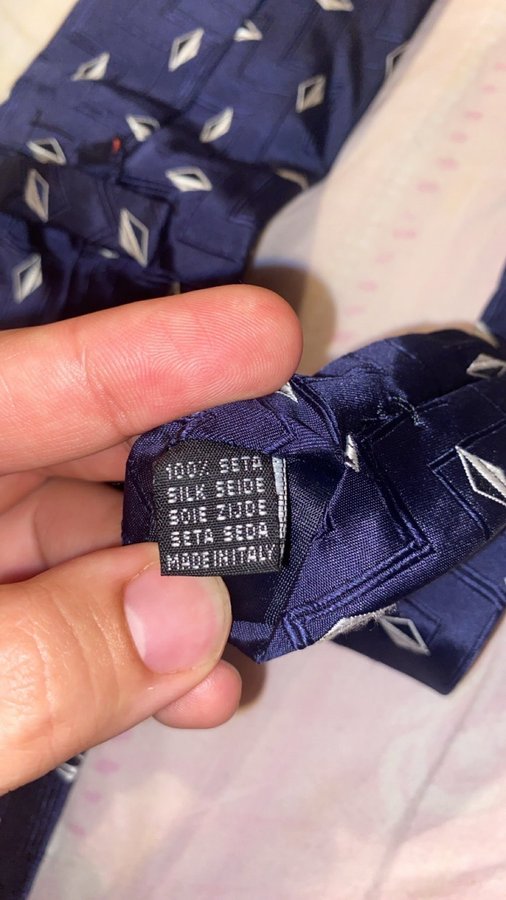 100% SETA
SILK SEIDE
SOIE ZIJDE
SETA SEDA
MADE IN ITALY